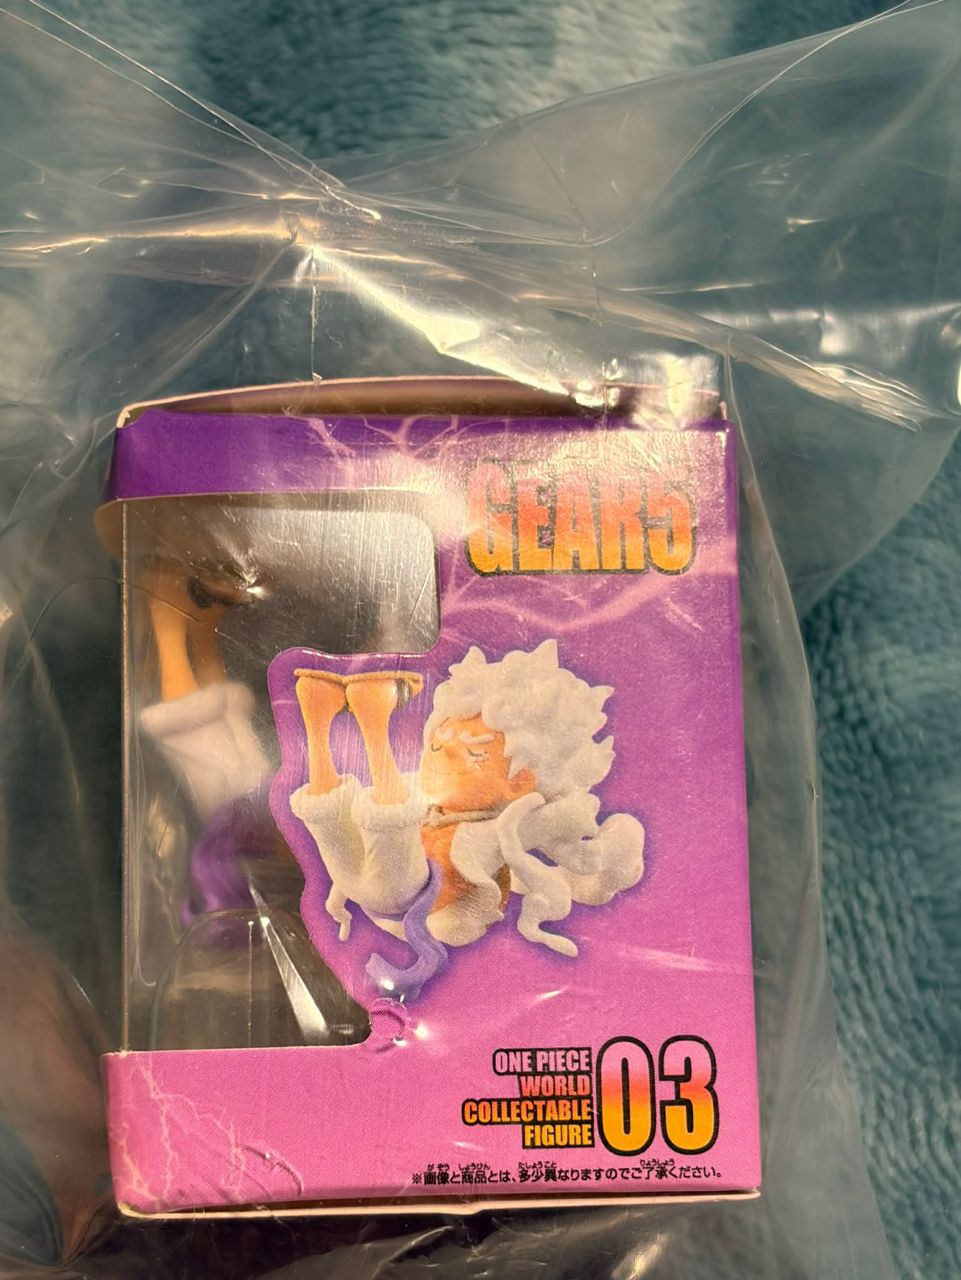 GEAR5
ONE PIECE
WORLD
COLLECTABLE
FIGURE
03
※画像と商品とは、多少異なりますのでご了承ください。